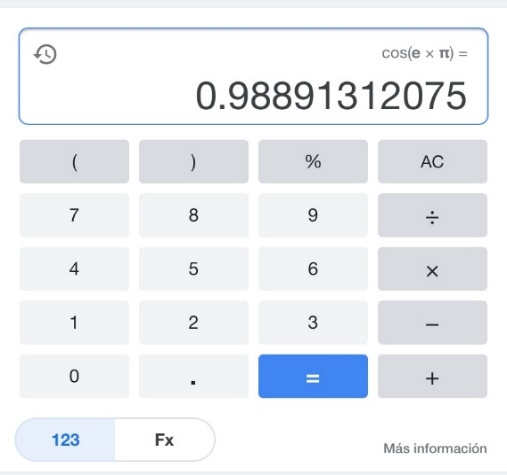 cos(e × π) =
0.98891312075
( ) % AC
7 8 9 ÷
4 5 6 ×
1 2 3 −
0 . = +
123 Fx
Más información